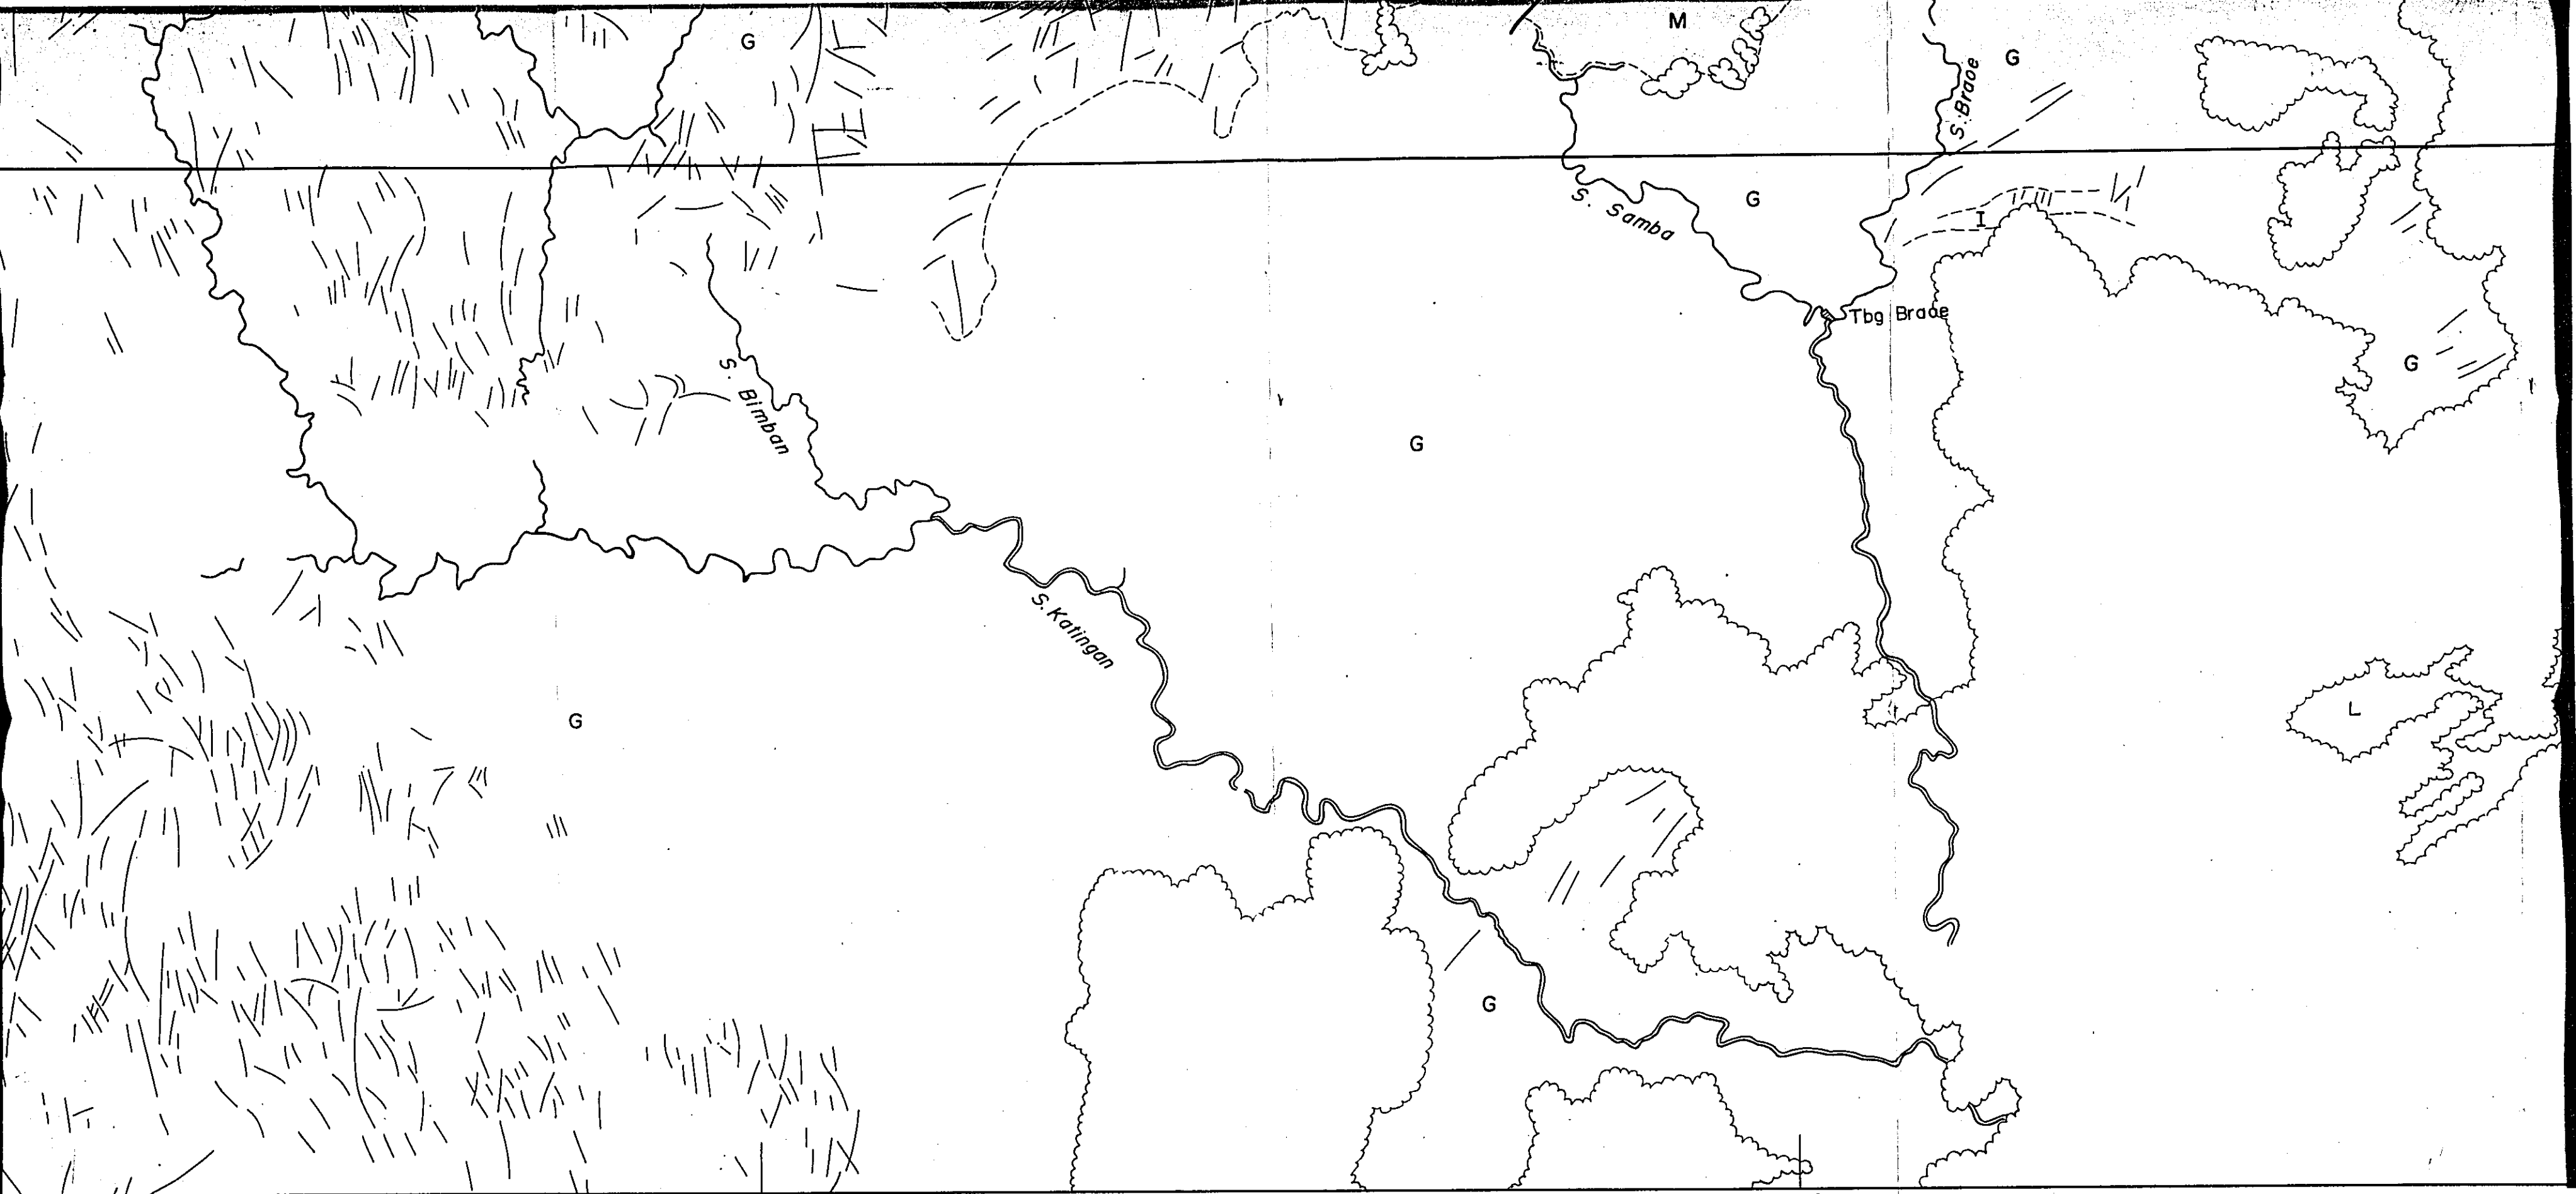 M
G
G
S. Braoe
G
S. Samba
I
Tbg Braoe
G
S. Bimban
G
S. Katingan
L
G
G